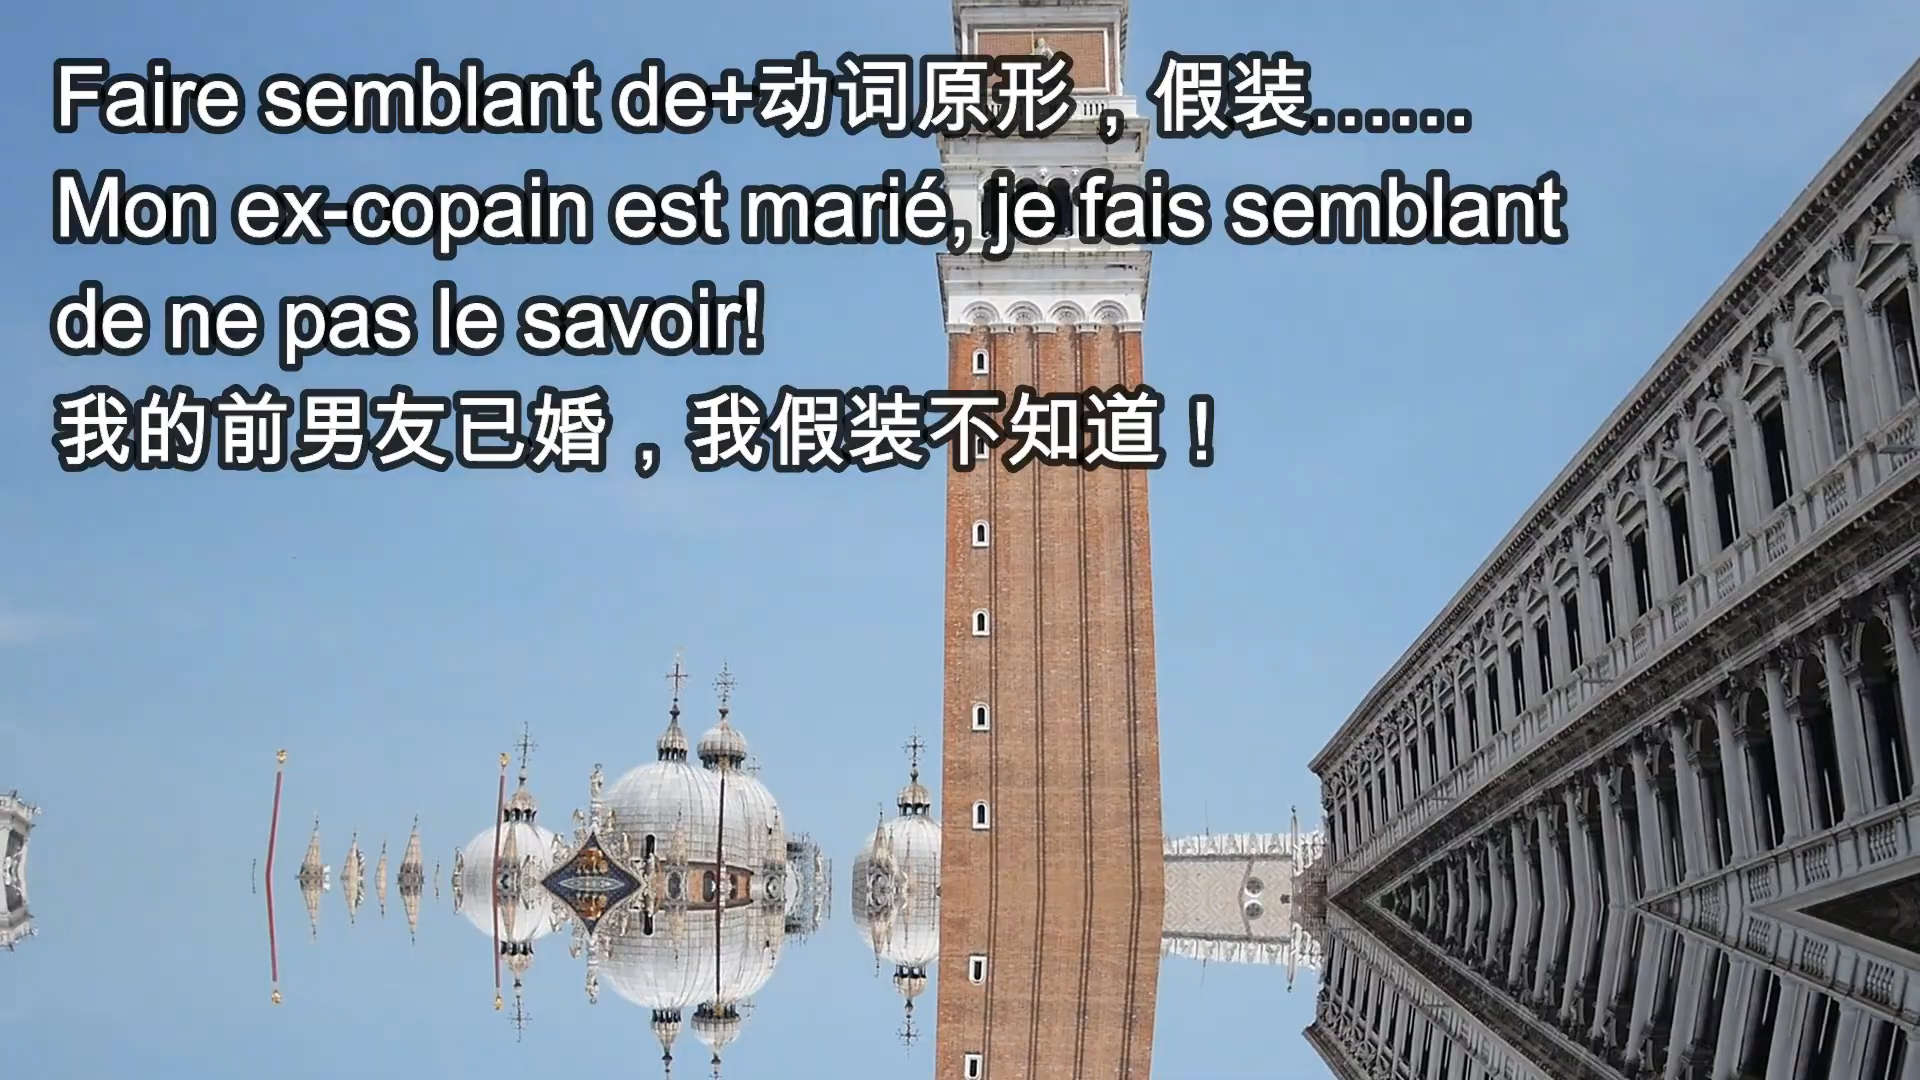 Faire semblant de+动词原形，假装......
Mon ex-copain est marié, je fais semblant
de ne pas le savoir!
我的前男友已婚，我假装不知道！